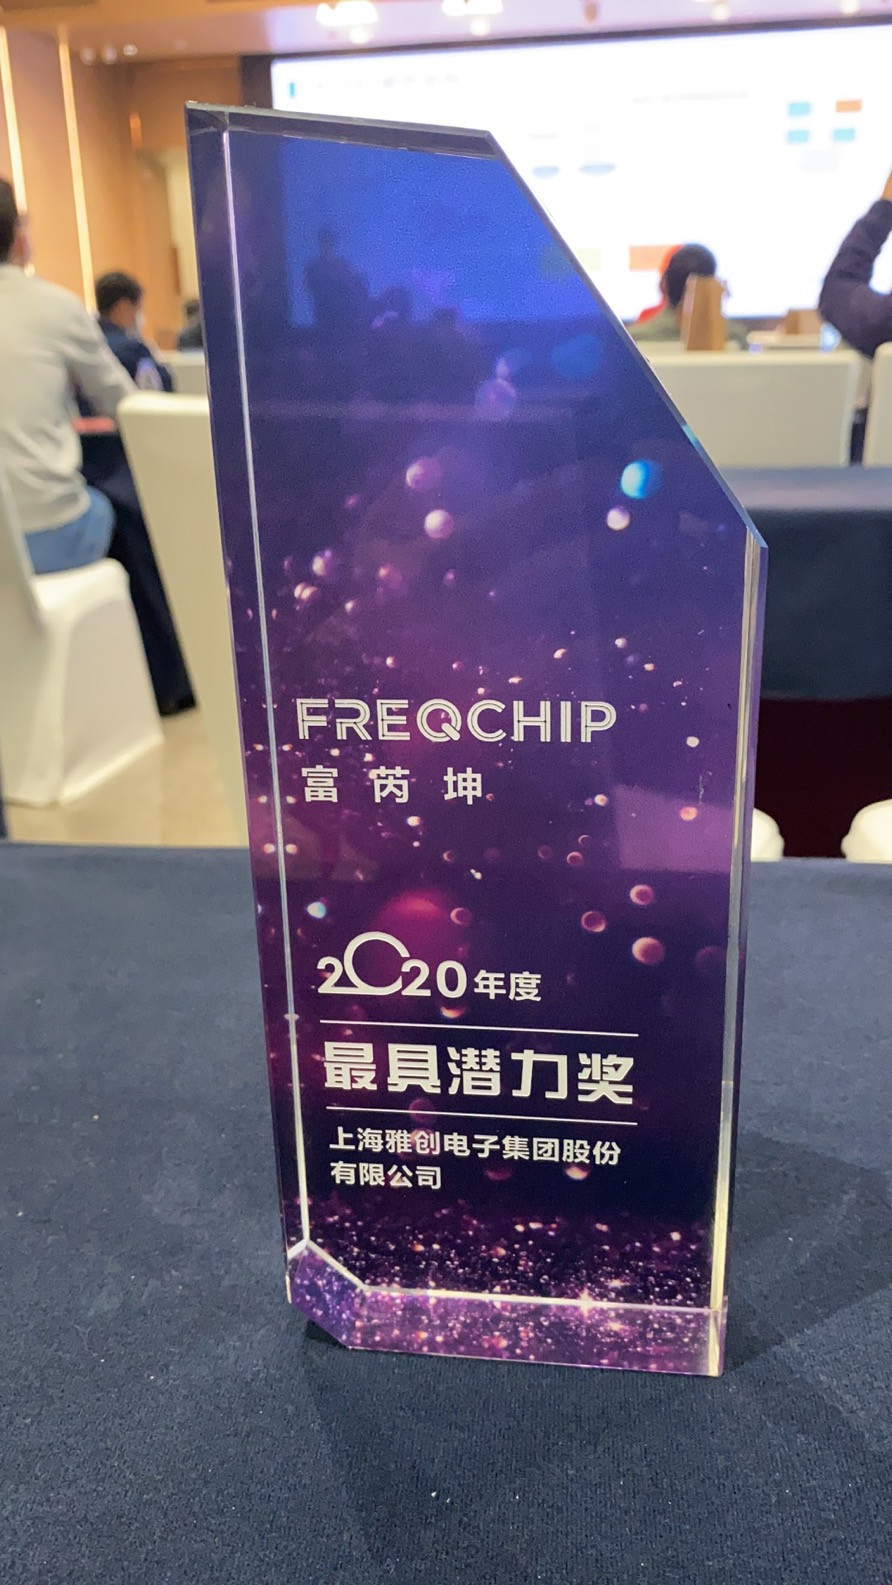 FREQCHIP
富芮坤
2020年度
最具潜力奖
上海雅创电子集团股份
有限公司